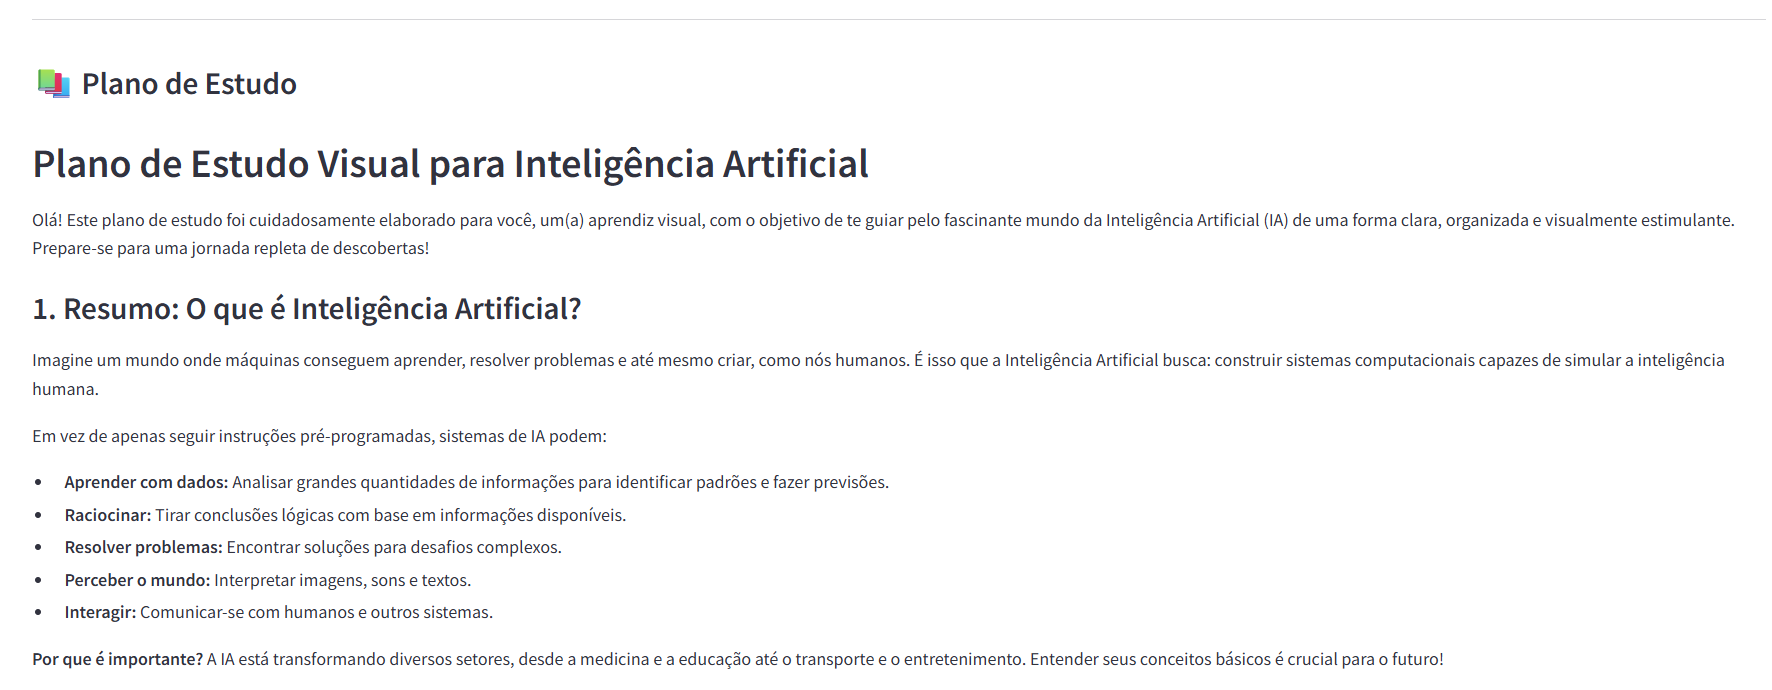 Plano de Estudo
Plano de Estudo Visual para Inteligência Artificial
Olá! Este plano de estudo foi cuidadosamente elaborado para você, um(a) aprendiz visual, com o objetivo de te guiar pelo fascinante mundo da Inteligência Artificial (IA) de uma forma clara, organizada e visualmente estimulante.
Prepare-se para uma jornada repleta de descobertas!
1. Resumo: O que é Inteligência Artificial?
Imagine um mundo onde máquinas conseguem aprender, resolver problemas e até mesmo criar, como nós humanos. É isso que a Inteligência Artificial busca: construir sistemas computacionais capazes de simular a inteligência
humana.
Em vez de apenas seguir instruções pré-programadas, sistemas de IA podem:
• Aprender com dados: Analisar grandes quantidades de informações para identificar padrões e fazer previsões.
• Raciocinar: Tirar conclusões lógicas com base em informações disponíveis.
• Resolver problemas: Encontrar soluções para desafios complexos.
• Perceber o mundo: Interpretar imagens, sons e textos.
• Interagir: Comunicar-se com humanos e outros sistemas.
Por que é importante? A IA está transformando diversos setores, desde a medicina e a educação até o transporte e o entretenimento. Entender seus conceitos básicos é crucial para o futuro!